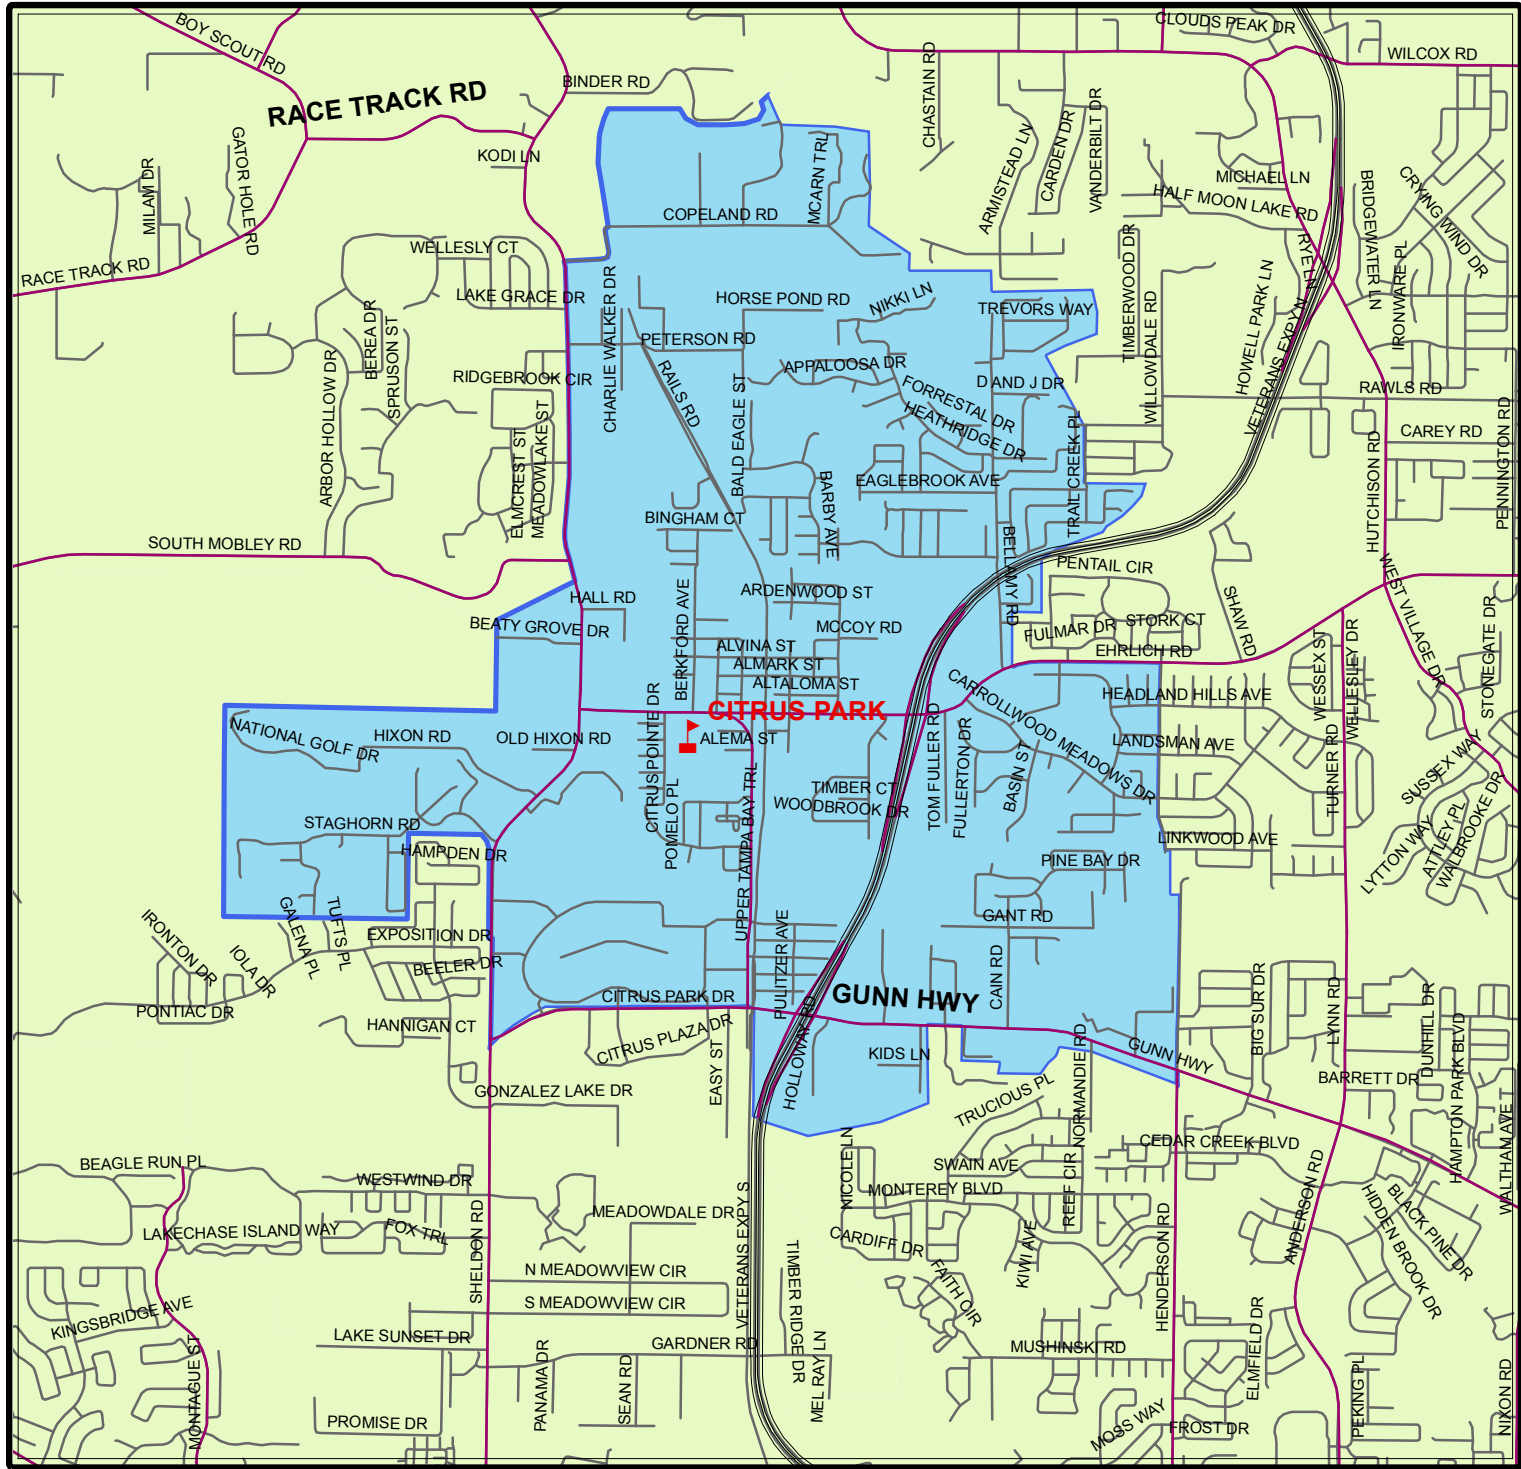 CLOUDS PEAK DR
BOY SCOUT RD
WILCOX RD
CHASTAIN RD
BINDER RD
RACE TRACK RD
VANDERBILT DR
CARDEN DR
ARMISTEAD LN
GATOR HOLE RD
MILAM DR
KODI LN
MCARN TRL
MICHAEL LN
CRYING WIND DR
BRIDGEWATER LN
HALF MOON LAKE RD
COPELAND RD
WELLESLY CT
RACE TRACK RD
RYE LN
TIMBERWOOD DR
HOWELL PARK LN
IRONWARE PL
LAKE GRACE DR
CHARLIE WALKER DR
HORSE POND RD
NIKKI LN
TREVORS WAY
WILLOWDALE RD
VETERANS EXPY N
BEREA DR
SPRUSON ST
PETERSON RD
APPALOOSA DR
RAILS RD
RIDGEBROOK CIR
D AND J DR
RAWLS RD
ARBOR HOLLOW DR
FORRESTAL DR
HEATHRIDGE DR
BALD EAGLE ST
CAREY RD
PENNINGTON RD
HUTCHISON RD
TRAIL CREEK PL
ELMCREST ST
MEADOWLAKE ST
EAGLEBROOK AVE
BARBY AVE
BINGHAM CT
SOUTH MOBLEY RD
BELLAMY RD
PENTAIL CIR
WEST VILLAGE DR
HALL RD
BERKFORD AVE
ARDENWOOD ST
SHAW RD
STONEGATE DR
BEATY GROVE DR
MCCOY RD
FULMAR DR
STORK CT
ALVINA ST
EHRLICH RD
WESSEX ST
WELLESLEY DR
ALMARK ST
ALTALOMA ST
CARROLLWOOD MEADOWS DR
HEADLAND HILLS AVE
CITRUS PARK
NATIONAL GOLF DR
HIXON RD
OLD HIXON RD
CITRUS POINTE DR
ALEMA ST
TOM FULLER RD
FULLERTON DR
BASIN ST
LANDSMAN AVE
TURNER RD
SUSSEX WAY
TIMBER CT
WOODBROOK DR
POMELO PL
UPPER TAMPA BAY TRL
STAGHORN RD
HAMPDEN DR
LINKWOOD AVE
LYTTON WAY
ATTLEY PL
WALBROOKE DR
PINE BAY DR
GANT RD
IRONTON DR
IOLA DR
GALENA PL
TUFTS PL
EXPOSITION DR
BEELER DR
PULITZER AVE
CAIN RD
BIG SUR DR
LYNN RD
DUNHILL DR
HAMPTON PARK BLVD
PONTIAC DR
CITRUS PARK DR
GUNN HWY
HANNIGAN CT
CITRUS PLAZA DR
HOLLOWAY RD
EASY ST
KIDS LN
NORMANDIE RD
GUNN HWY
BARRETT DR
GONZALEZ LAKE DR
TRUCIOUS PL
WALTHAM AVE
CEDAR CREEK BLVD
BEAGLE RUN PL
WESTWIND DR
NICOLE LN
SWAIN AVE
MONTEREY BLVD
REEF CIR
ANDERSON RD
BLACK PINE DR
HIDDEN BROOK DR
LAKECHASE ISLAND WAY
FOX TRL
SHELDON RD
MEADOWDALE DR
VETERANS EXPY S
CARDIFF DR
KIWI AVE
HENDERSON RD
N MEADOWVIEW CIR
S MEADOWVIEW CIR
TIMBER RIDGE DR
FAITH CIR
KINGSBRIDGE AVE
LAKE SUNSET DR
GARDNER RD
MUSHINSKI RD
ELMFIELD DR
MONTAGUE ST
PANAMA DR
SEAN RD
MEL RAY LN
PEKING PL
NIXON RD
PROMISE DR
MOSS WAY
FROST DR